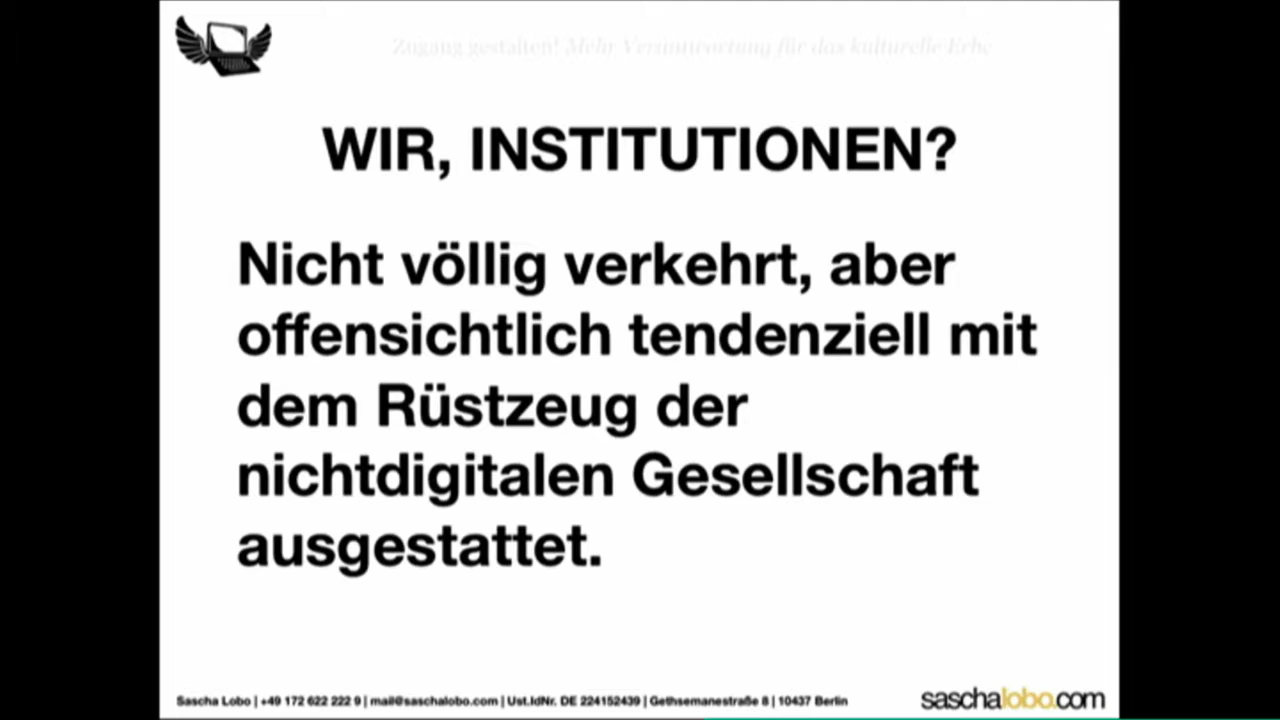 Zugang gestalten! Mehr Verantwortung für das kulturelle Erbe
WIR, INSTITUTIONEN?
Nicht völlig verkehrt, aber
offensichtlich tendenziell mit
dem Rüstzeug der
nichtdigitalen Gesellschaft
ausgestattet.
Sascha Lobo | +49 172 622 222 9 | mail@saschalobo.com | Ust.IdNr. DE 224152439 | Gethsemanestraße 8 | 10437 Berlin
saschalobo.com